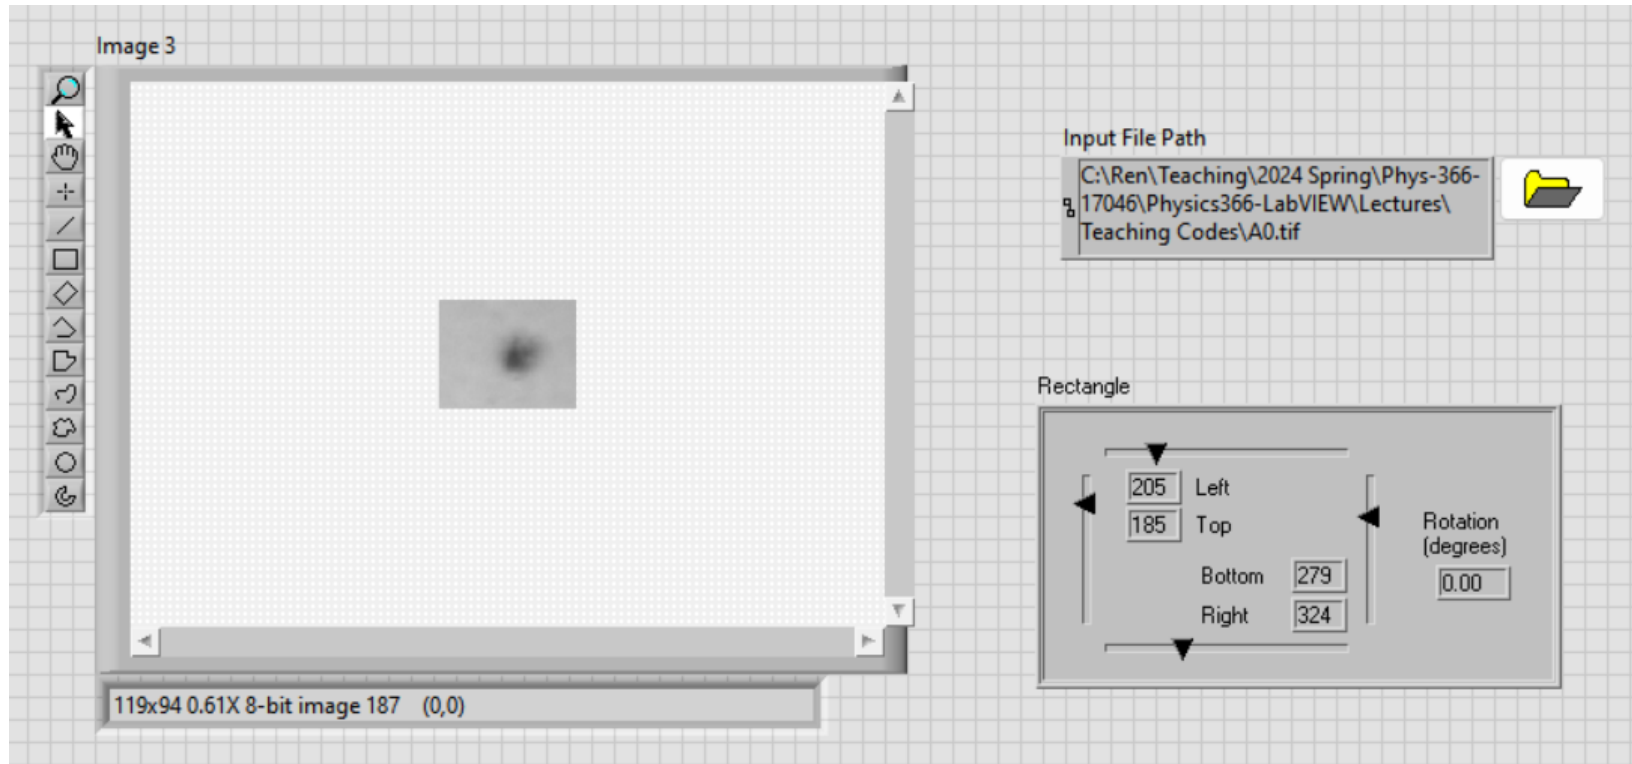 Image 3
119x94 0.61X 8-bit image 187 (0,0)
Input File Path
C:\Ren\Teaching\2024 Spring\Phys-366-
17046\Physics366-LabVIEW\Lectures\
Teaching Codes\A0.tif
Rectangle
205 Left
185 Top
Bottom 279
Right 324
Rotation
(degrees)
0.00